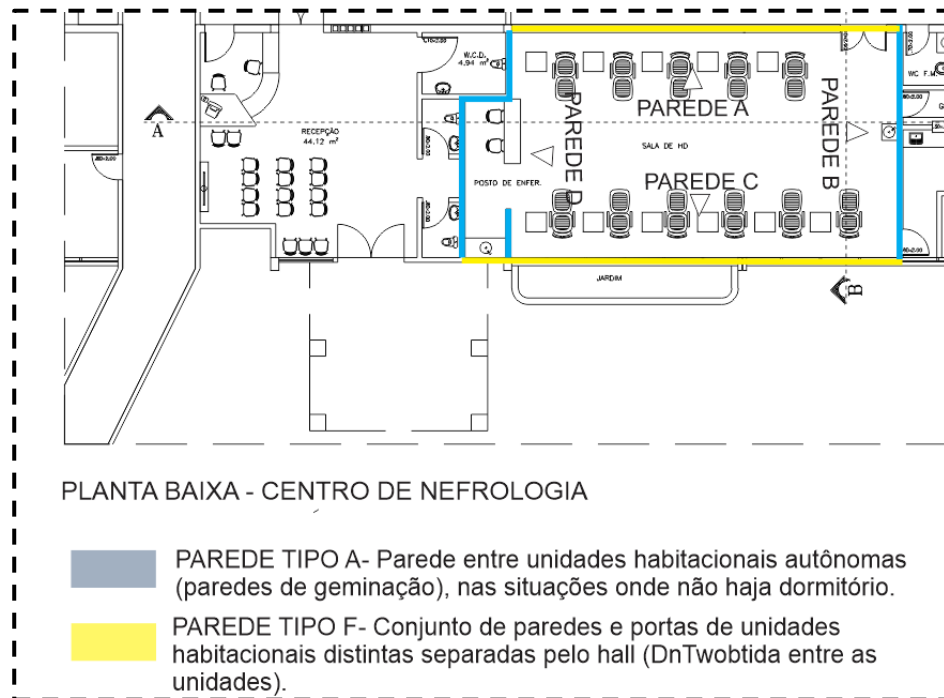 W.C.D.
4.94 m²
WC F.M.
A
RECEPÇÃO
44.12 m²
PAREDE A
PAREDE B
PAREDE D
SALA DE HD
PAREDE C
POSTO DE ENFER.
JARDIM
B
PLANTA BAIXA - CENTRO DE NEFROLOGIA
PAREDE TIPO A- Parede entre unidades habitacionais autônomas
(paredes de geminação), nas situações onde não haja dormitório.
PAREDE TIPO F- Conjunto de paredes e portas de unidades
habitacionais distintas separadas pelo hall (DnTwobtida entre as
unidades).